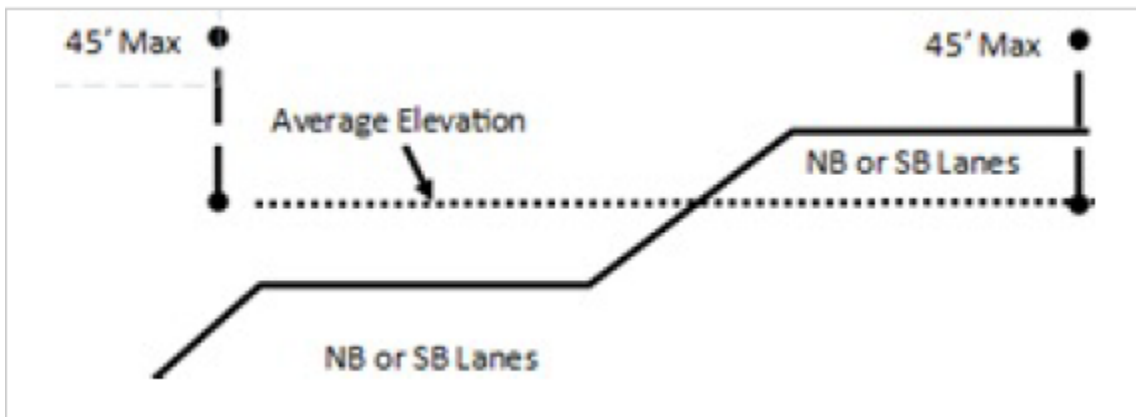 45' Max
45' Max
Average Elevation
NB or SB Lanes
NB or SB Lanes